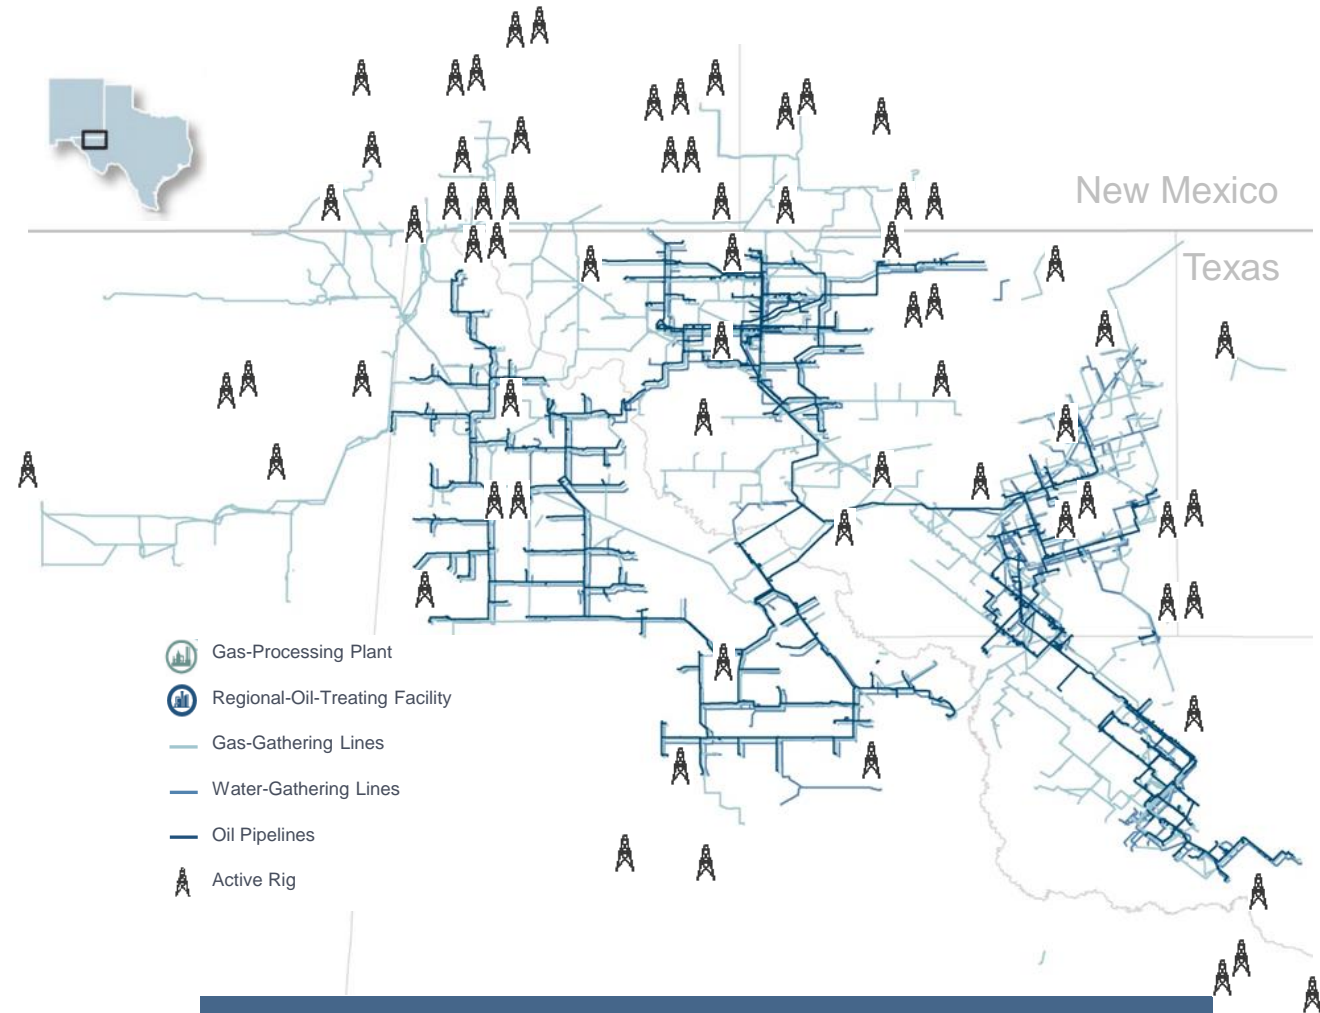 New Mexico
Texas
Gas-Processing Plant
Regional-Oil-Treating Facility
Gas-Gathering Lines
Water-Gathering Lines
Oil Pipelines
Active Rig